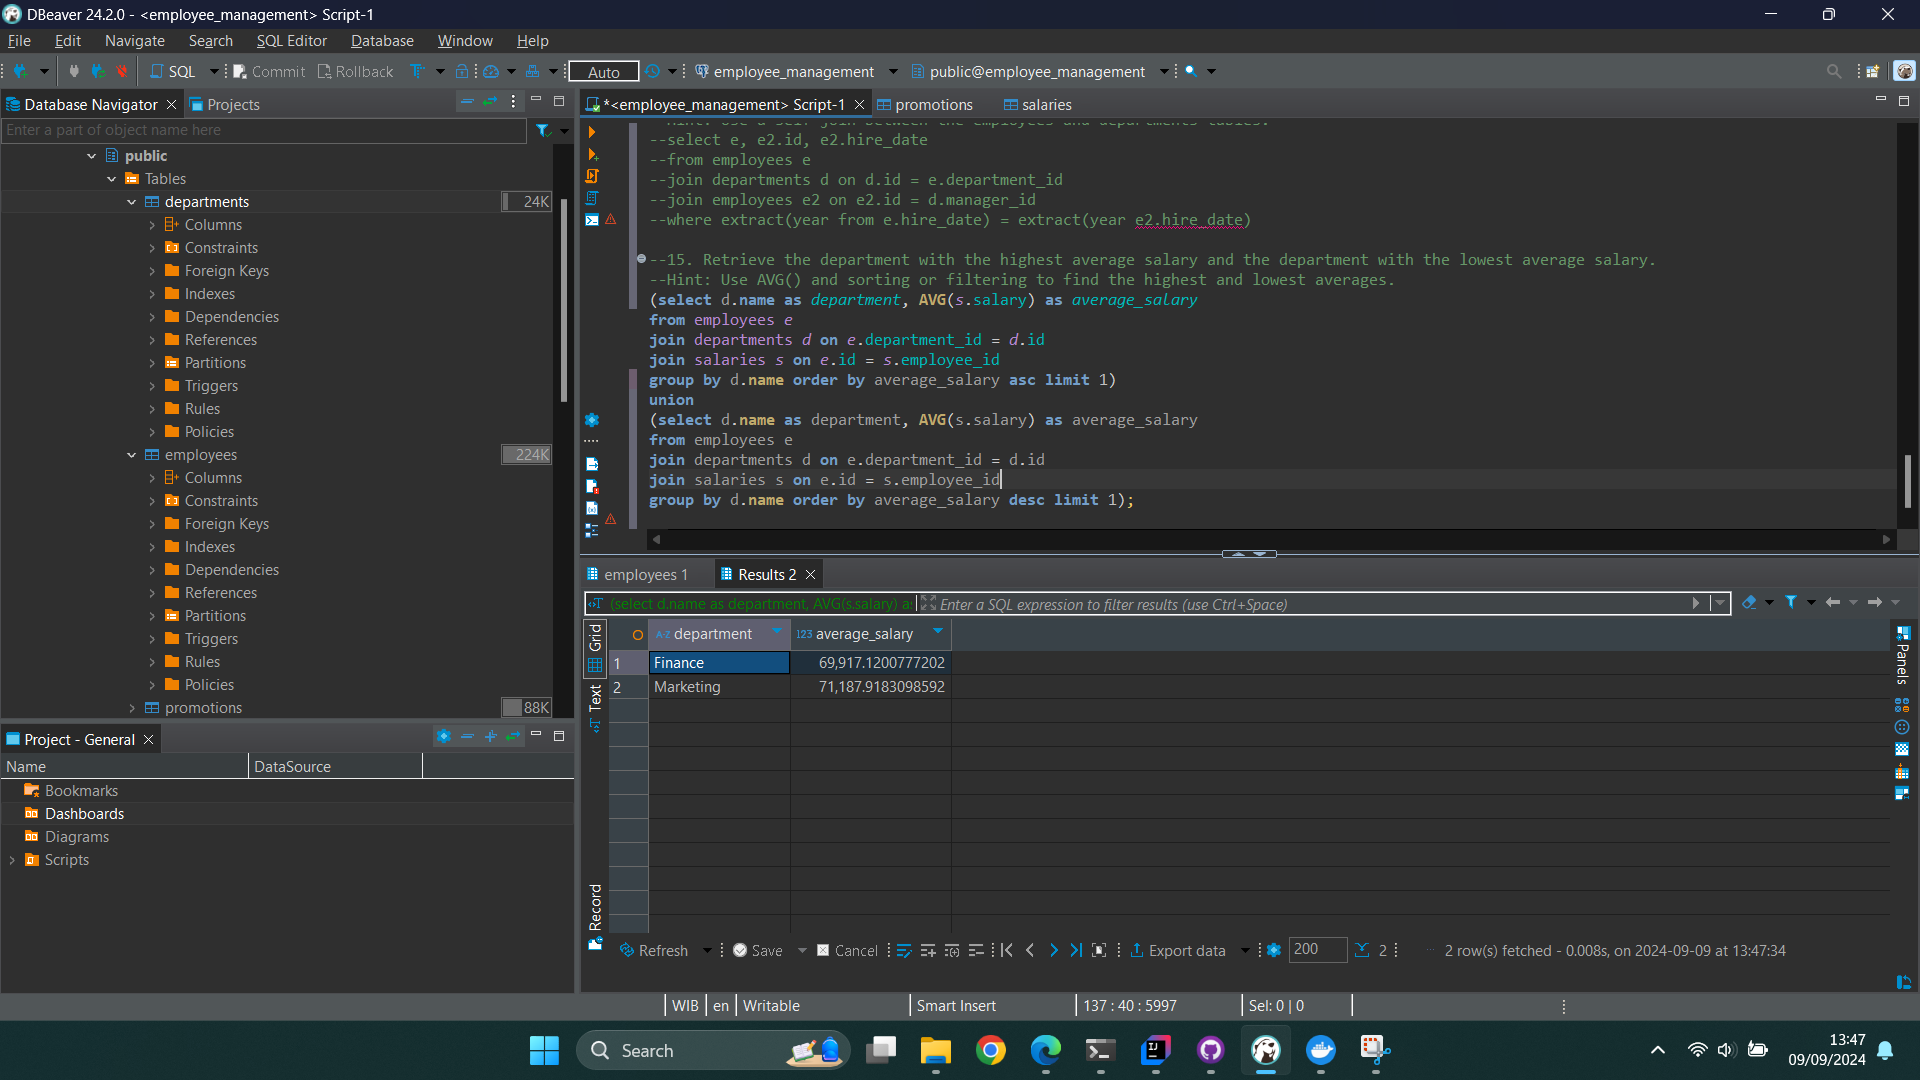 DBeaver 24.2.0 - <employee_management> Script-1
File Edit Navigate Search SQL Editor Database Window Help
SQL Commit Rollback Auto employee_management public@employee_management
Database Navigator Projects
Enter a part of object name here
public
Tables
departments 24K
Columns
Constraints
Foreign Keys
Indexes
Dependencies
References
Partitions
Triggers
Rules
Policies
employees 224K
Columns
Constraints
Foreign Keys
Indexes
Dependencies
References
Partitions
Triggers
Rules
Policies
promotions 88K
Project - General
Name DataSource
Bookmarks
Dashboards
Diagrams
Scripts
*<employee_management> Script-1 promotions salaries
--select e, e2.id, e2.hire_date
--from employees e
--join departments d on d.id = e.department_id
--join employees e2 on e2.id = d.manager_id
--where extract(year from e.hire_date) = extract(year e2.hire_date)
--15. Retrieve the department with the highest average salary and the department with the lowest average salary.
--Hint: Use AVG() and sorting or filtering to find the highest and lowest averages.
(select d.name as department, AVG(s.salary) as average_salary
from employees e
join departments d on e.department_id = d.id
join salaries s on e.id = s.employee_id
group by d.name order by average_salary asc limit 1)
union
(select d.name as department, AVG(s.salary) as average_salary
from employees e
join departments d on e.department_id = d.id
join salaries s on e.id = s.employee_id
group by d.name order by average_salary desc limit 1);
employees 1 Results 2
(select d.name as department, AVG(s.salary) a Enter a SQL expression to filter results (use Ctrl+Space)
Grid
Text
Record
Panels
A-Z department 123 average_salary
1 Finance 69,917.1200777202
2 Marketing 71,187.9183098592
Refresh Save Cancel Export data 200 2 2 row(s) fetched - 0.008s, on 2024-09-09 at 13:47:34
WIB en Writable Smart Insert 137 : 40 : 5997 Sel: 0 | 0
Search
13:47
09/09/2024